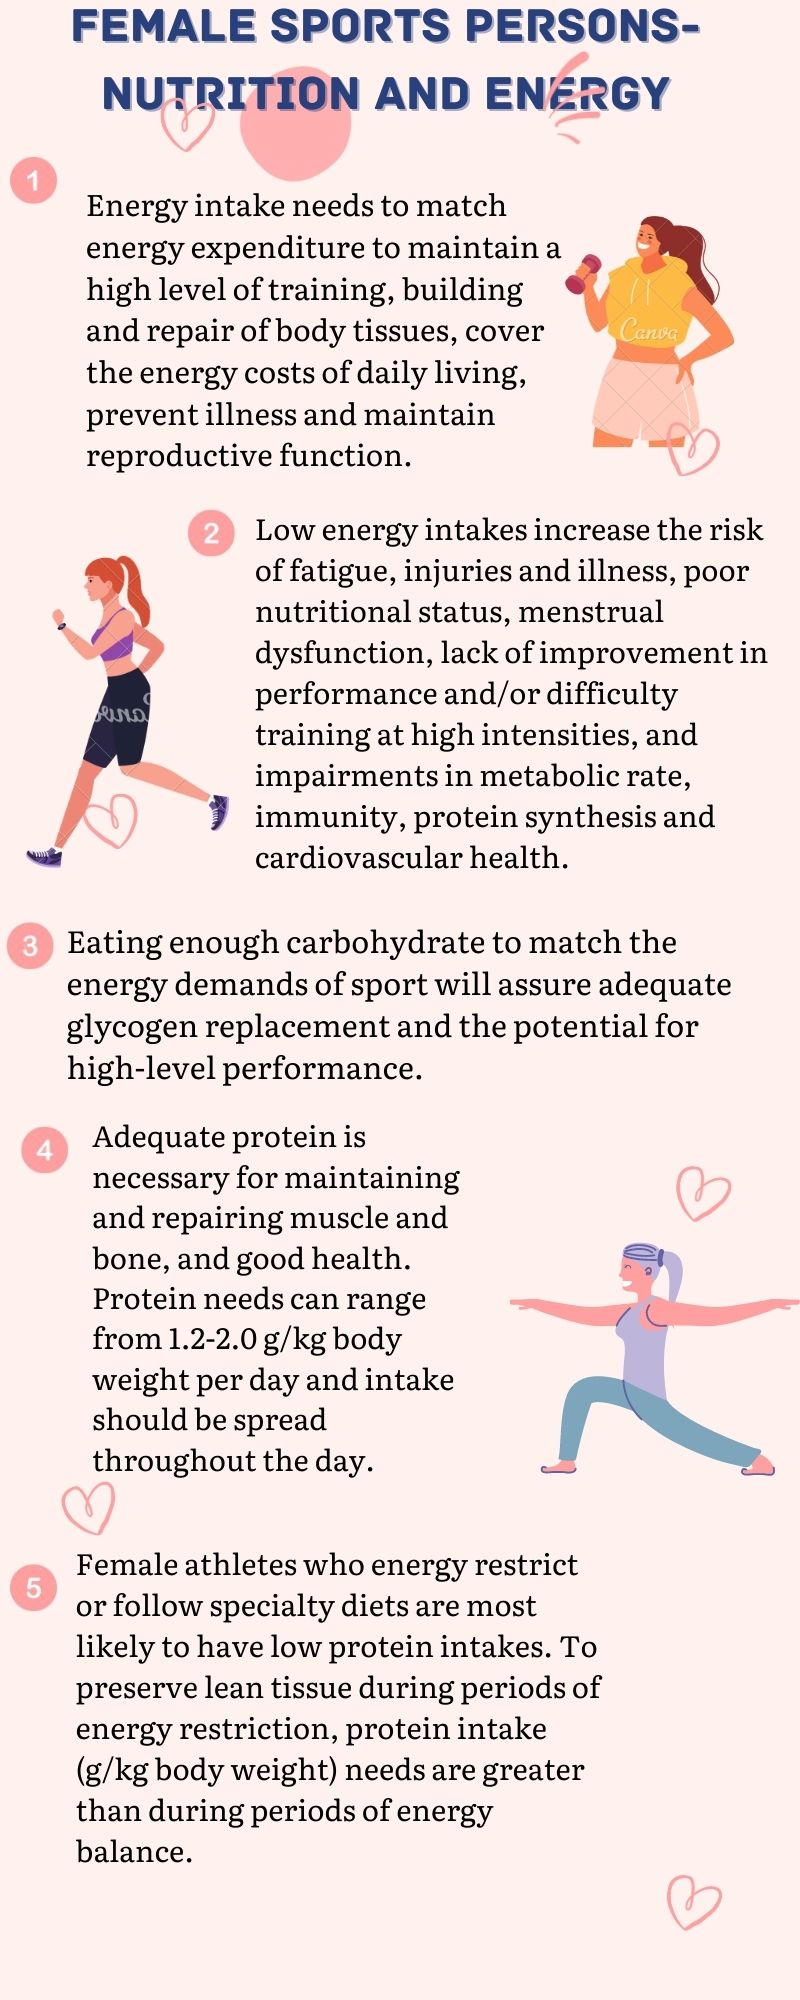 FEMALE SPORTS PERSONS-
NUTRITION AND ENERGY
1
Energy intake needs to match
energy expenditure to maintain a
high level of training, building
and repair of body tissues, cover
the energy costs of daily living,
prevent illness and maintain
reproductive function.
Canva
2
Low energy intakes increase the risk
of fatigue, injuries and illness, poor
nutritional status, menstrual
dysfunction, lack of improvement in
performance and/or difficulty
training at high intensities, and
impairments in metabolic rate,
immunity, protein synthesis and
cardiovascular health.
3
Eating enough carbohydrate to match the
energy demands of sport will assure adequate
glycogen replacement and the potential for
high-level performance.
4
Adequate protein is
necessary for maintaining
and repairing muscle and
bone, and good health.
Protein needs can range
from 1.2-2.0 g/kg body
weight per day and intake
should be spread
throughout the day.
5
Female athletes who energy restrict
or follow specialty diets are most
likely to have low protein intakes. To
preserve lean tissue during periods of
energy restriction, protein intake
(g/kg body weight) needs are greater
than during periods of energy
balance.